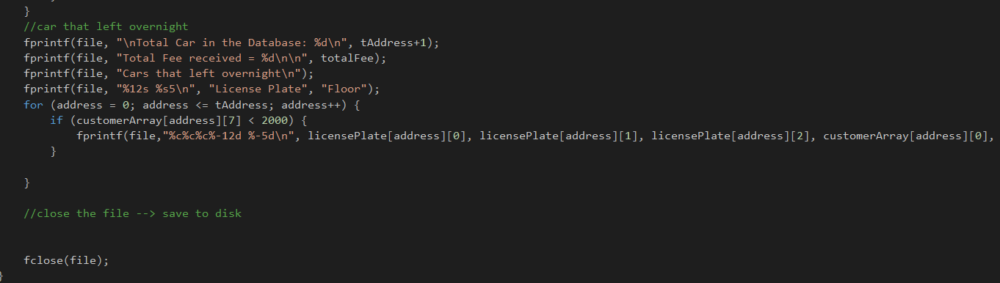 }
//car that left overnight
fprintf(file, "\nTotal Car in the Database: %d\n", tAddress+1);
fprintf(file, "Total Fee received = %d\n\n", totalFee);
fprintf(file, "Cars that left overnight\n");
fprintf(file, "%12s %s5\n", "License Plate", "Floor");
for (address = 0; address <= tAddress; address++) {
if (customerArray[address][7] < 2000) {
fprintf(file,"%c%c%c%-12d %-5d\n", licensePlate[address][0], licensePlate[address][1], licensePlate[address][2], customerArray[address][0],
}
}
//close the file --> save to disk
fclose(file);
}